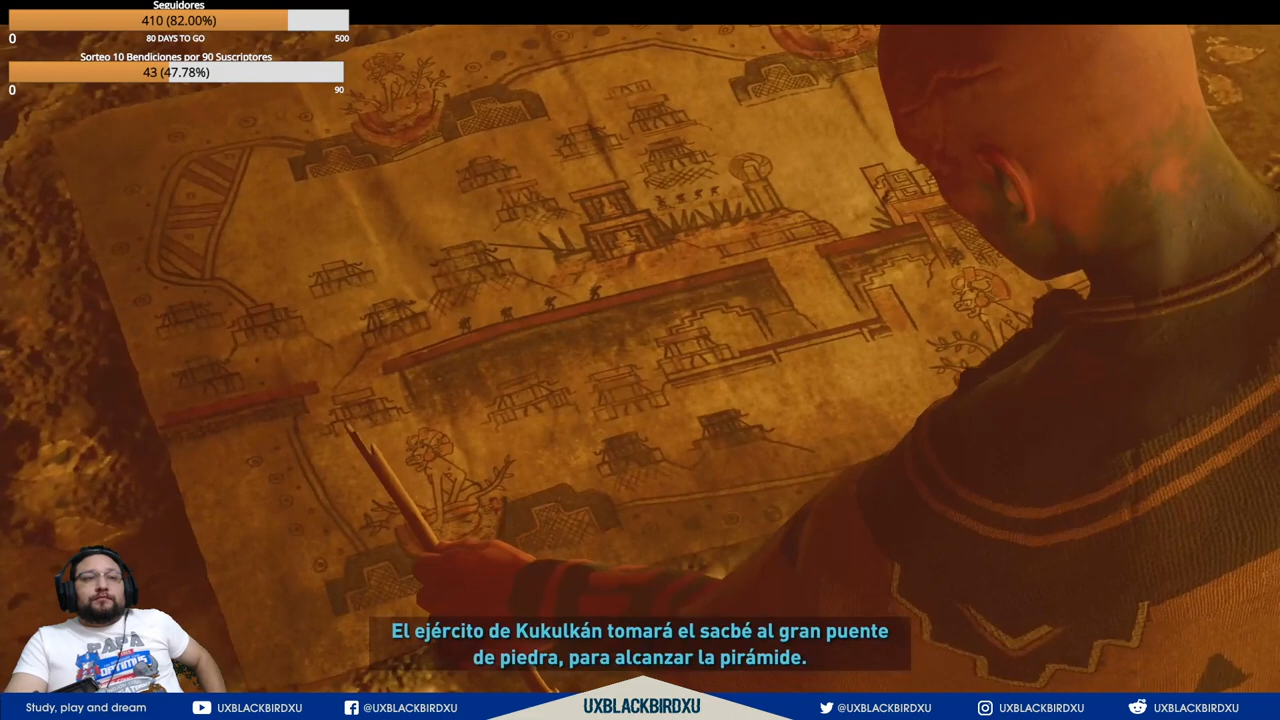 Seguidores
410 (82.00%)
0 80 DAYS TO GO 500
Sorteo 10 Bendiciones por 90 Suscriptores
43 (47.78%)
0 90
PAPÁ
OPTIMUS
El ejército de Kukulkán tomará el sacbé al gran puente
de piedra, para alcanzar la pirámide.
Study, play and dream UXBLACKBIRDXU @UXBLACKBIRDXU UXBLACKBIRDXU @UXBLACKBIRDXU UXBLACKBIRDXU UXBLACKBIRDXU